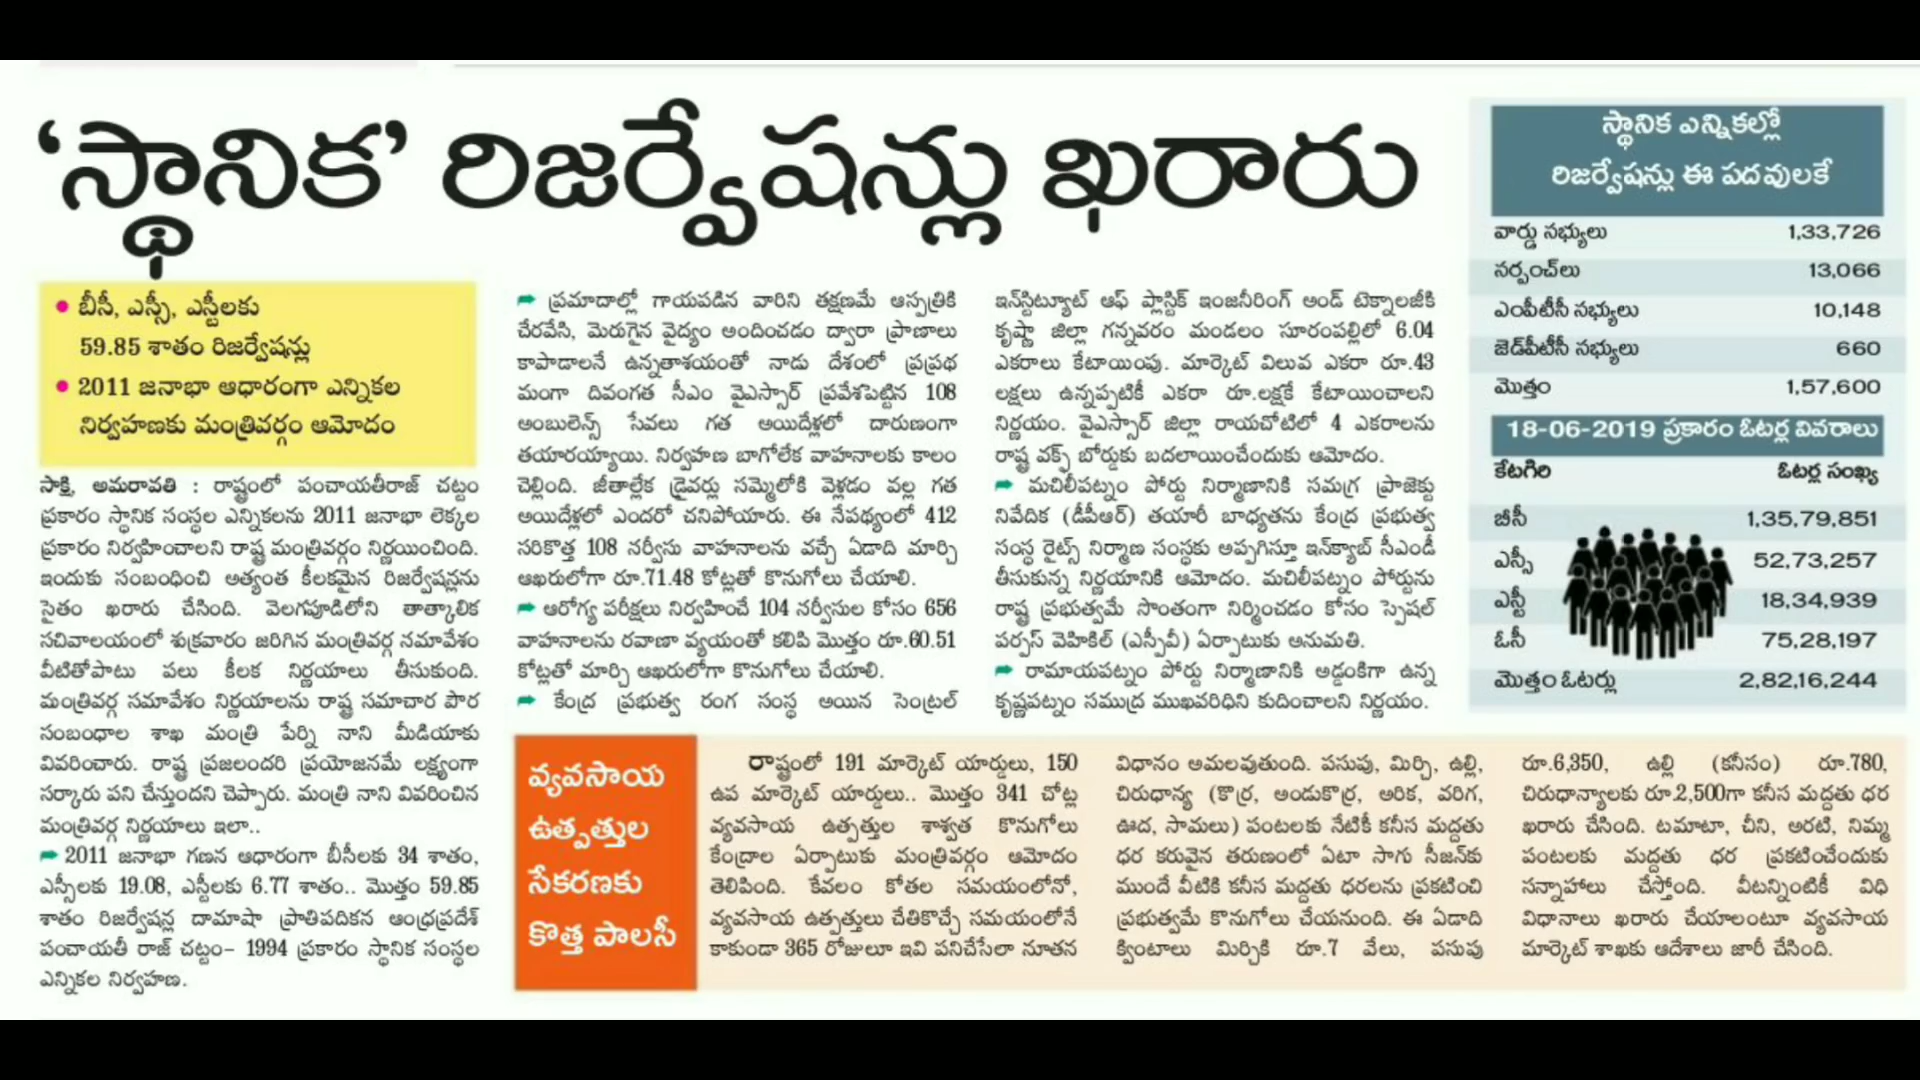 ‘స్థానిక’ రిజర్వేషన్లు ఖరారు
• బీసీ, ఎస్సీ, ఎస్టీలకు
59.85 శాతం రిజర్వేషన్లు
• 2011 జనాభా ఆధారంగా ఎన్నికల
నిర్వహణకు మంత్రివర్గం ఆమోదం
సాక్షి, అమరావతి : రాష్ట్రంలో పంచాయతీరాజ్ చట్టం
ప్రకారం స్థానిక సంస్థల ఎన్నికలను 2011 జనాభా లెక్కల
ప్రకారం నిర్వహించాలని రాష్ట్ర మంత్రివర్గం నిర్ణయించింది.
ఇందుకు సంబంధించి అత్యంత కీలకమైన రిజర్వేషన్లను
సైతం ఖరారు చేసింది. వెలగపూడిలోని తాత్కాలిక
సచివాలయంలో శుక్రవారం జరిగిన మంత్రివర్గ సమావేశం
వీటితోపాటు పలు కీలక నిర్ణయాలు తీసుకుంది.
మంత్రివర్గ సమావేశం నిర్ణయాలను రాష్ట్ర సమాచార పౌర
సంబంధాల శాఖ మంత్రి పేర్ని నాని మీడియాకు
వివరించారు. రాష్ట్ర ప్రజలందరి ప్రయోజనమే లక్ష్యంగా
సర్కారు పని చేస్తుందని చెప్పారు. మంత్రి నాని వివరించిన
మంత్రివర్గ నిర్ణయాలు ఇలా..
➡ 2011 జనాభా గణన ఆధారంగా బీసీలకు 34 శాతం,
ఎస్సీలకు 19.08, ఎస్టీలకు 6.77 శాతం.. మొత్తం 59.85
శాతం రిజర్వేషన్ల దామాషా ప్రాతిపదికన ఆంధ్రప్రదేశ్
పంచాయతీ రాజ్ చట్టం– 1994 ప్రకారం స్థానిక సంస్థల
ఎన్నికల నిర్వహణ.
➡ ప్రమాదాల్లో గాయపడిన వారిని తక్షణమే ఆస్పత్రికి
చేరవేసి, మెరుగైన వైద్యం అందించడం ద్వారా ప్రాణాలు
కాపాడాలనే ఉన్నతాశయంతో నాడు దేశంలో ప్రప్రథ
మంగా దివంగత సీఎం వైఎస్సార్ ప్రవేశపెట్టిన 108
అంబులెన్స్ సేవలు గత అయిదేళ్లలో దారుణంగా
తయారయ్యాయి. నిర్వహణ బాగోలేక వాహనాలకు కాలం
చెల్లింది. జీతాల్లేక డ్రైవర్లు సమ్మెలోకి వెళ్లడం వల్ల గత
అయిదేళ్లలో ఎందరో చనిపోయారు. ఈ నేపథ్యంలో 412
సరికొత్త 108 సర్వీసు వాహనాలను వచ్చే ఏడాది మార్చి
ఆఖరులోగా రూ.71.48 కోట్లతో కొనుగోలు చేయాలి.
➡ ఆరోగ్య పరీక్షలు నిర్వహించే 104 సర్వీసుల కోసం 656
వాహనాలను రవాణా వ్యయంతో కలిపి మొత్తం రూ.60.51
కోట్లతో మార్చి ఆఖరులోగా కొనుగోలు చేయాలి.
➡ కేంద్ర ప్రభుత్వ రంగ సంస్థ అయిన సెంట్రల్
ఇన్‌స్టిట్యూట్ ఆఫ్ ప్లాస్టిక్ ఇంజనీరింగ్ అండ్ టెక్నాలజీకి
కృష్ణా జిల్లా గన్నవరం మండలం సూరంపల్లిలో 6.04
ఎకరాలు కేటాయింపు. మార్కెట్ విలువ ఎకరా రూ.43
లక్షలు ఉన్నప్పటికీ ఎకరా రూ.లక్షకే కేటాయించాలని
నిర్ణయం. వైఎస్సార్ జిల్లా రాయచోటిలో 4 ఎకరాలను
రాష్ట్ర వక్ఫ్ బోర్డుకు బదలాయించేందుకు ఆమోదం.
➡ మచిలీపట్నం పోర్టు నిర్మాణానికి సమగ్ర ప్రాజెక్టు
నివేదిక (డీపీఆర్) తయారీ బాధ్యతను కేంద్ర ప్రభుత్వ
సంస్థ రైట్స్ నిర్మాణ సంస్థకు అప్పగిస్తూ ఇన్‌క్యాబ్ సీఎండీ
తీసుకున్న నిర్ణయానికి ఆమోదం. మచిలీపట్నం పోర్టును
రాష్ట్ర ప్రభుత్వమే సొంతంగా నిర్మించడం కోసం స్పెషల్
పర్పస్ వెహికిల్ (ఎస్పీవీ) ఏర్పాటుకు అనుమతి.
➡ రామాయపట్నం పోర్టు నిర్మాణానికి అడ్డంకిగా ఉన్న
కృష్ణపట్నం సముద్ర ముఖపరిధిని కుదించాలని నిర్ణయం.
స్థానిక ఎన్నికల్లో
రిజర్వేషన్లు ఈ పదవులకే
వార్డు సభ్యులు 1,33,726
సర్పంచ్‌లు 13,066
ఎంపీటీసీ సభ్యులు 10,148
జెడ్‌పీటీసీ సభ్యులు 660
మొత్తం 1,57,600
18-06-2019 ప్రకారం ఓటర్ల వివరాలు
కేటగిరి ఓటర్ల సంఖ్య
బీసీ 1,35,79,851
ఎస్సీ 52,73,257
ఎస్టీ 18,34,939
ఓసీ 75,28,197
మొత్తం ఓటర్లు 2,82,16,244
వ్యవసాయ
ఉత్పత్తుల
సేకరణకు
కొత్త పాలసీ
రాష్ట్రంలో 191 మార్కెట్ యార్డులు, 150
ఉప మార్కెట్ యార్డులు.. మొత్తం 341 చోట్ల
వ్యవసాయ ఉత్పత్తుల శాశ్వత కొనుగోలు
కేంద్రాల ఏర్పాటుకు మంత్రివర్గం ఆమోదం
తెలిపింది. కేవలం కోతల సమయంలోనో,
వ్యవసాయ ఉత్పత్తులు చేతికొచ్చే సమయంలోనే
కాకుండా 365 రోజులూ ఇవి పనిచేసేలా నూతన
విధానం అమలవుతుంది. పసుపు, మిర్చి, ఉల్లి,
చిరుధాన్య (కొర్ర, అండుకొర్ర, అరిక, వరిగ,
ఊద, సామలు) పంటలకు నేటికీ కనీస మద్దతు
ధర కరువైన తరుణంలో ఏటా సాగు సీజన్‌కు
ముందే వీటికి కనీస మద్దతు ధరలను ప్రకటించి
ప్రభుత్వమే కొనుగోలు చేయనుంది. ఈ ఏడాది
క్వింటాలు మిర్చికి రూ.7 వేలు, పసుపు
రూ.6,350, ఉల్లి (కనీసం) రూ.780,
చిరుధాన్యాలకు రూ.2,500గా కనీస మద్దతు ధర
ఖరారు చేసింది. టమాటా, చీని, అరటి, నిమ్మ
పంటలకు మద్దతు ధర ప్రకటించేందుకు
సన్నాహాలు చేస్తోంది. వీటన్నింటికీ విధి
విధానాలు ఖరారు చేయాలంటూ వ్యవసాయ
మార్కెట్ శాఖకు ఆదేశాలు జారీ చేసింది.